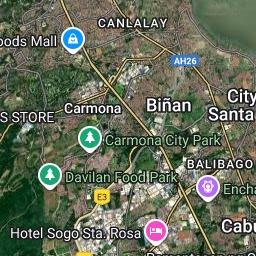 CANLALAY
oods Mall
AH26
Carmona
Biñan
City
Santa
S STORE
Carmona City Park
BALIBAGO
Davilan Food Park
Encha
E3
Cabu
Hotel Sogo Sta. Rosa